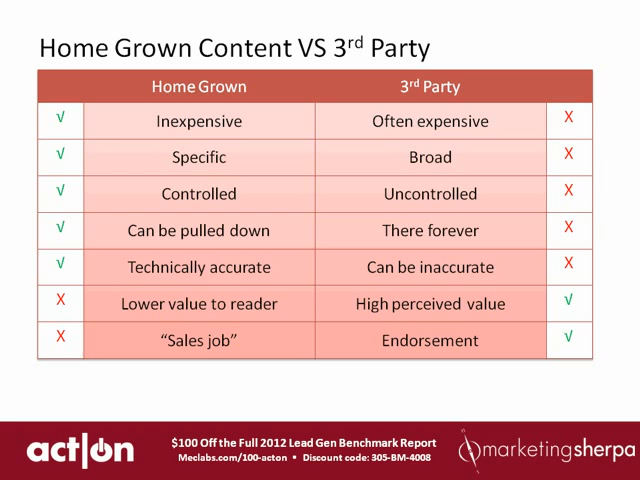 Home Grown Content VS 3rd Party
Home Grown 3rd Party
√ Inexpensive Often expensive X
√ Specific Broad X
√ Controlled Uncontrolled X
√ Can be pulled down There forever X
√ Technically accurate Can be inaccurate X
X Lower value to reader High perceived value √
X “Sales job” Endorsement √
act|on
$100 Off the Full 2012 Lead Gen Benchmark Report
Meclabs.com/100-acton • Discount code: 305-BM-4008
marketingsherpa